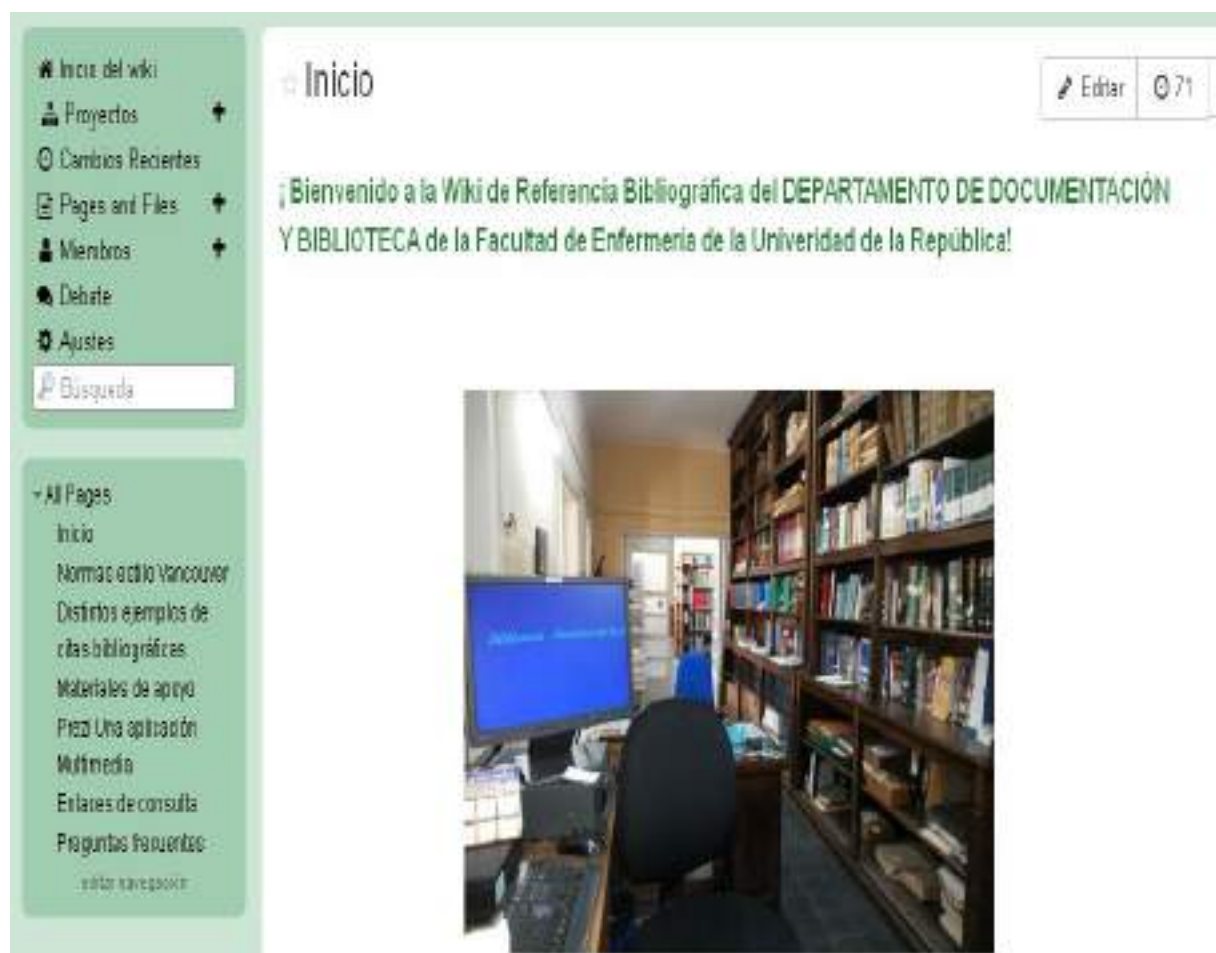 Inicio del wiki
Proyectos
Cambios Recientes
Pages and Files
Miembros
Debate
Ajustes
Búsqueda
All Pages
Inicio
Normas estilo Vancouver
Distintos ejemplos de
citas bibliográficas
Materiales de apoyo
Prezi Una aplicación
Multimedia
Enlaces de consulta
Preguntas frecuentes
editar navegación
Inicio
Editar
71
¡ Bienvenido a la Wiki de Referencia Bibliográfica del DEPARTAMENTO DE DOCUMENTACIÓN
Y BIBLIOTECA de la Facultad de Enfermería de la Univeridad de la República!